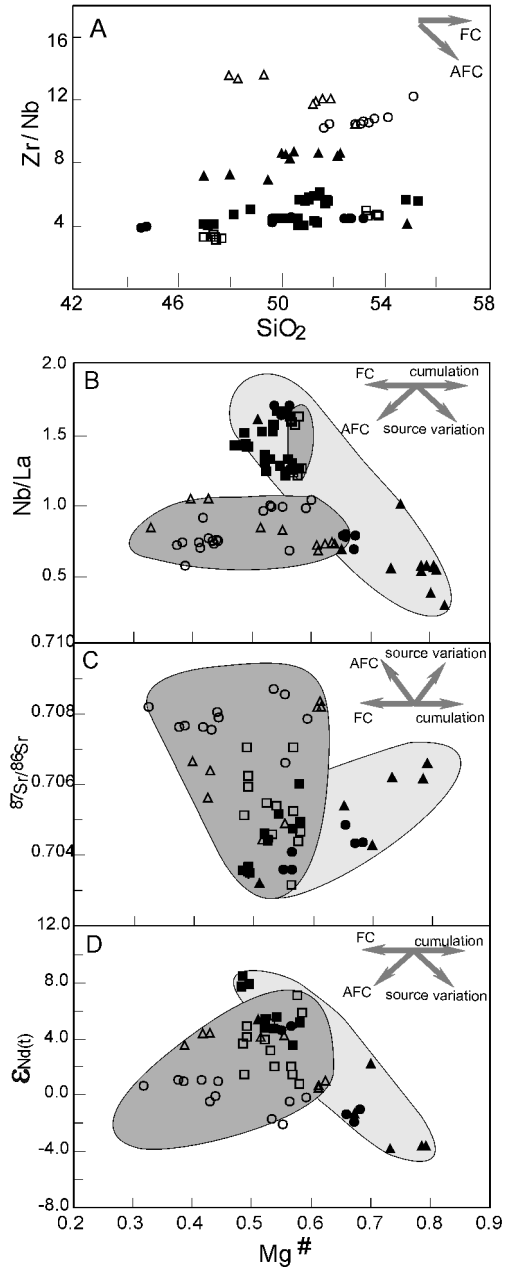 A
FC
AFC
16
12
8
4
Zr/Nb
42 46 50 54 58
SiO2
B
FC cumulation
AFC source variation
2.0
1.5
1.0
0.5
Nb/La
0.710
C
source variation
AFC
FC
cumulation
0.708
0.706
0.704
87Sr/86Sr
12.0
D
FC
cumulation
AFC
source variation
8.0
4.0
0.0
-4.0
-8.0
εNd(t)
0.2 0.3 0.4 0.5 0.6 0.7 0.8 0.9
Mg#